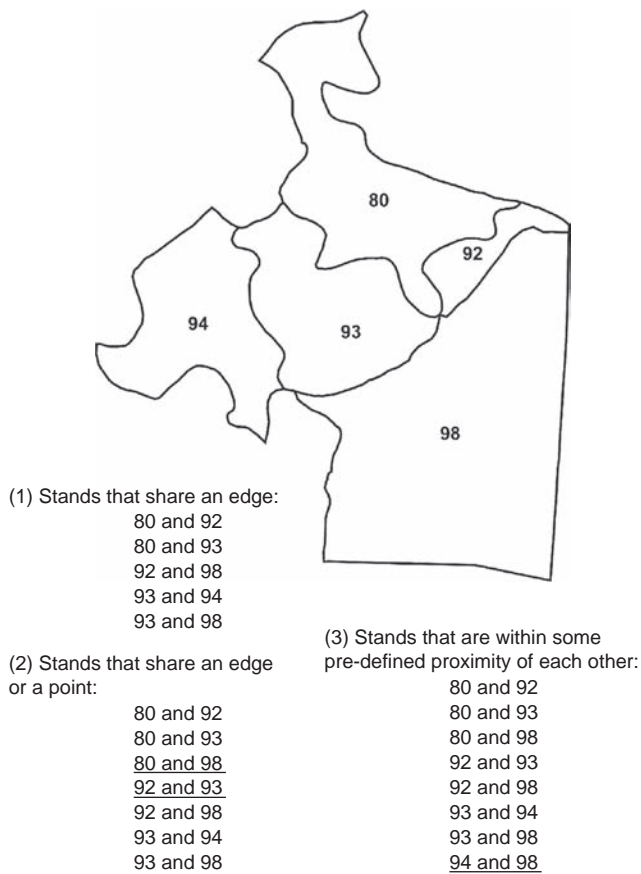 80
92
94
93
98
(1) Stands that share an edge:
80 and 92
80 and 93
92 and 98
93 and 94
93 and 98
(2) Stands that share an edge
or a point:
80 and 92
80 and 93
80 and 98
92 and 93
92 and 98
93 and 94
93 and 98
(3) Stands that are within some
pre-defined proximity of each other:
80 and 92
80 and 93
80 and 98
92 and 93
92 and 98
93 and 94
93 and 98
94 and 98